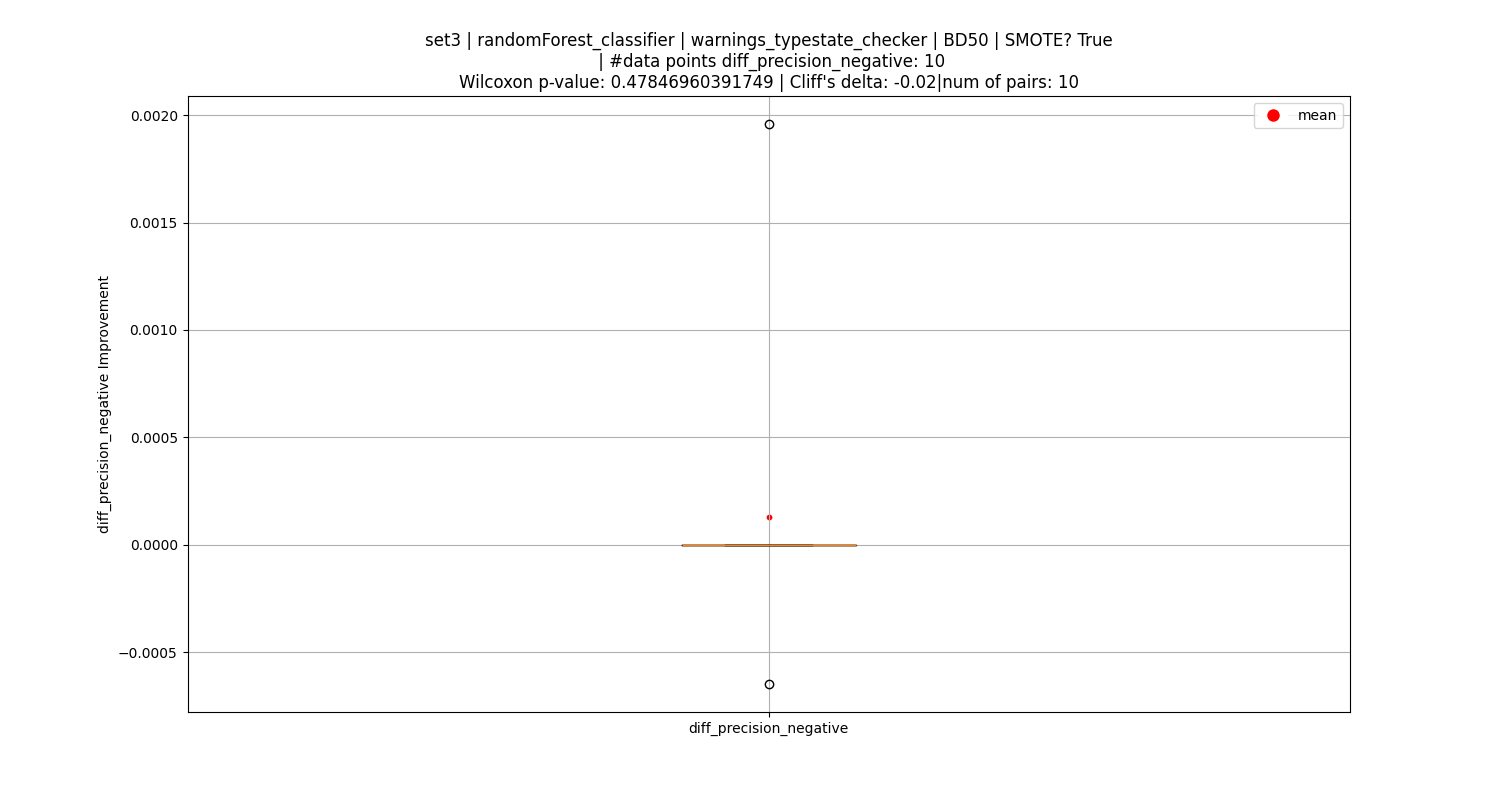 set3 | randomForest_classifier | warnings_typestate_checker | BD50 | SMOTE? True
| #data points diff_precision_negative: 10
Wilcoxon p-value: 0.47846960391749 | Cliff's delta: -0.02|num of pairs: 10
mean
0.0020
0.0015
0.0010
0.0005
0.0000
−0.0005
diff_precision_negative Improvement
diff_precision_negative